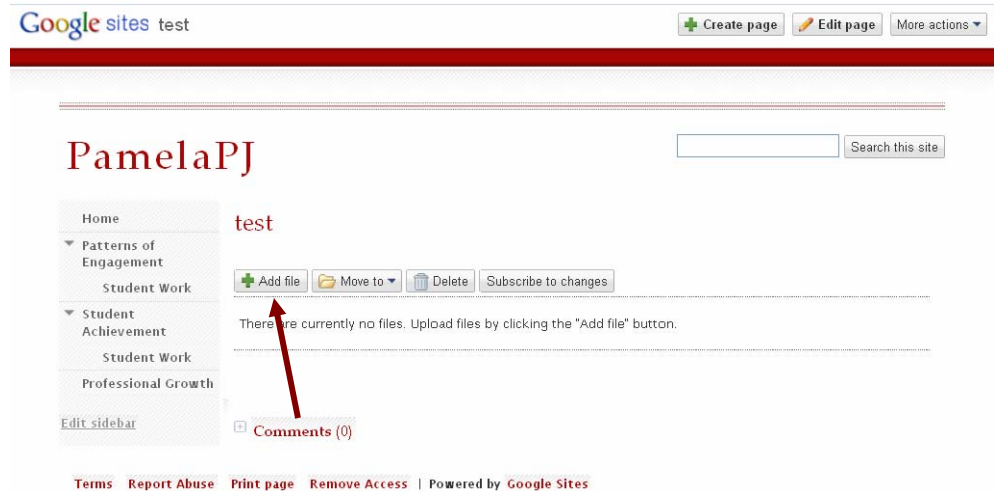 Google sites test
Create page Edit page More actions
PamelaPJ
Search this site
Home
Patterns of
Engagement
Student Work
Student
Achievement
Student Work
Professional Growth
Edit sidebar
test
Add file Move to Delete Subscribe to changes
There are currently no files. Upload files by clicking the "Add file" button.
Comments (0)
Terms Report Abuse Print page Remove Access | Powered by Google Sites